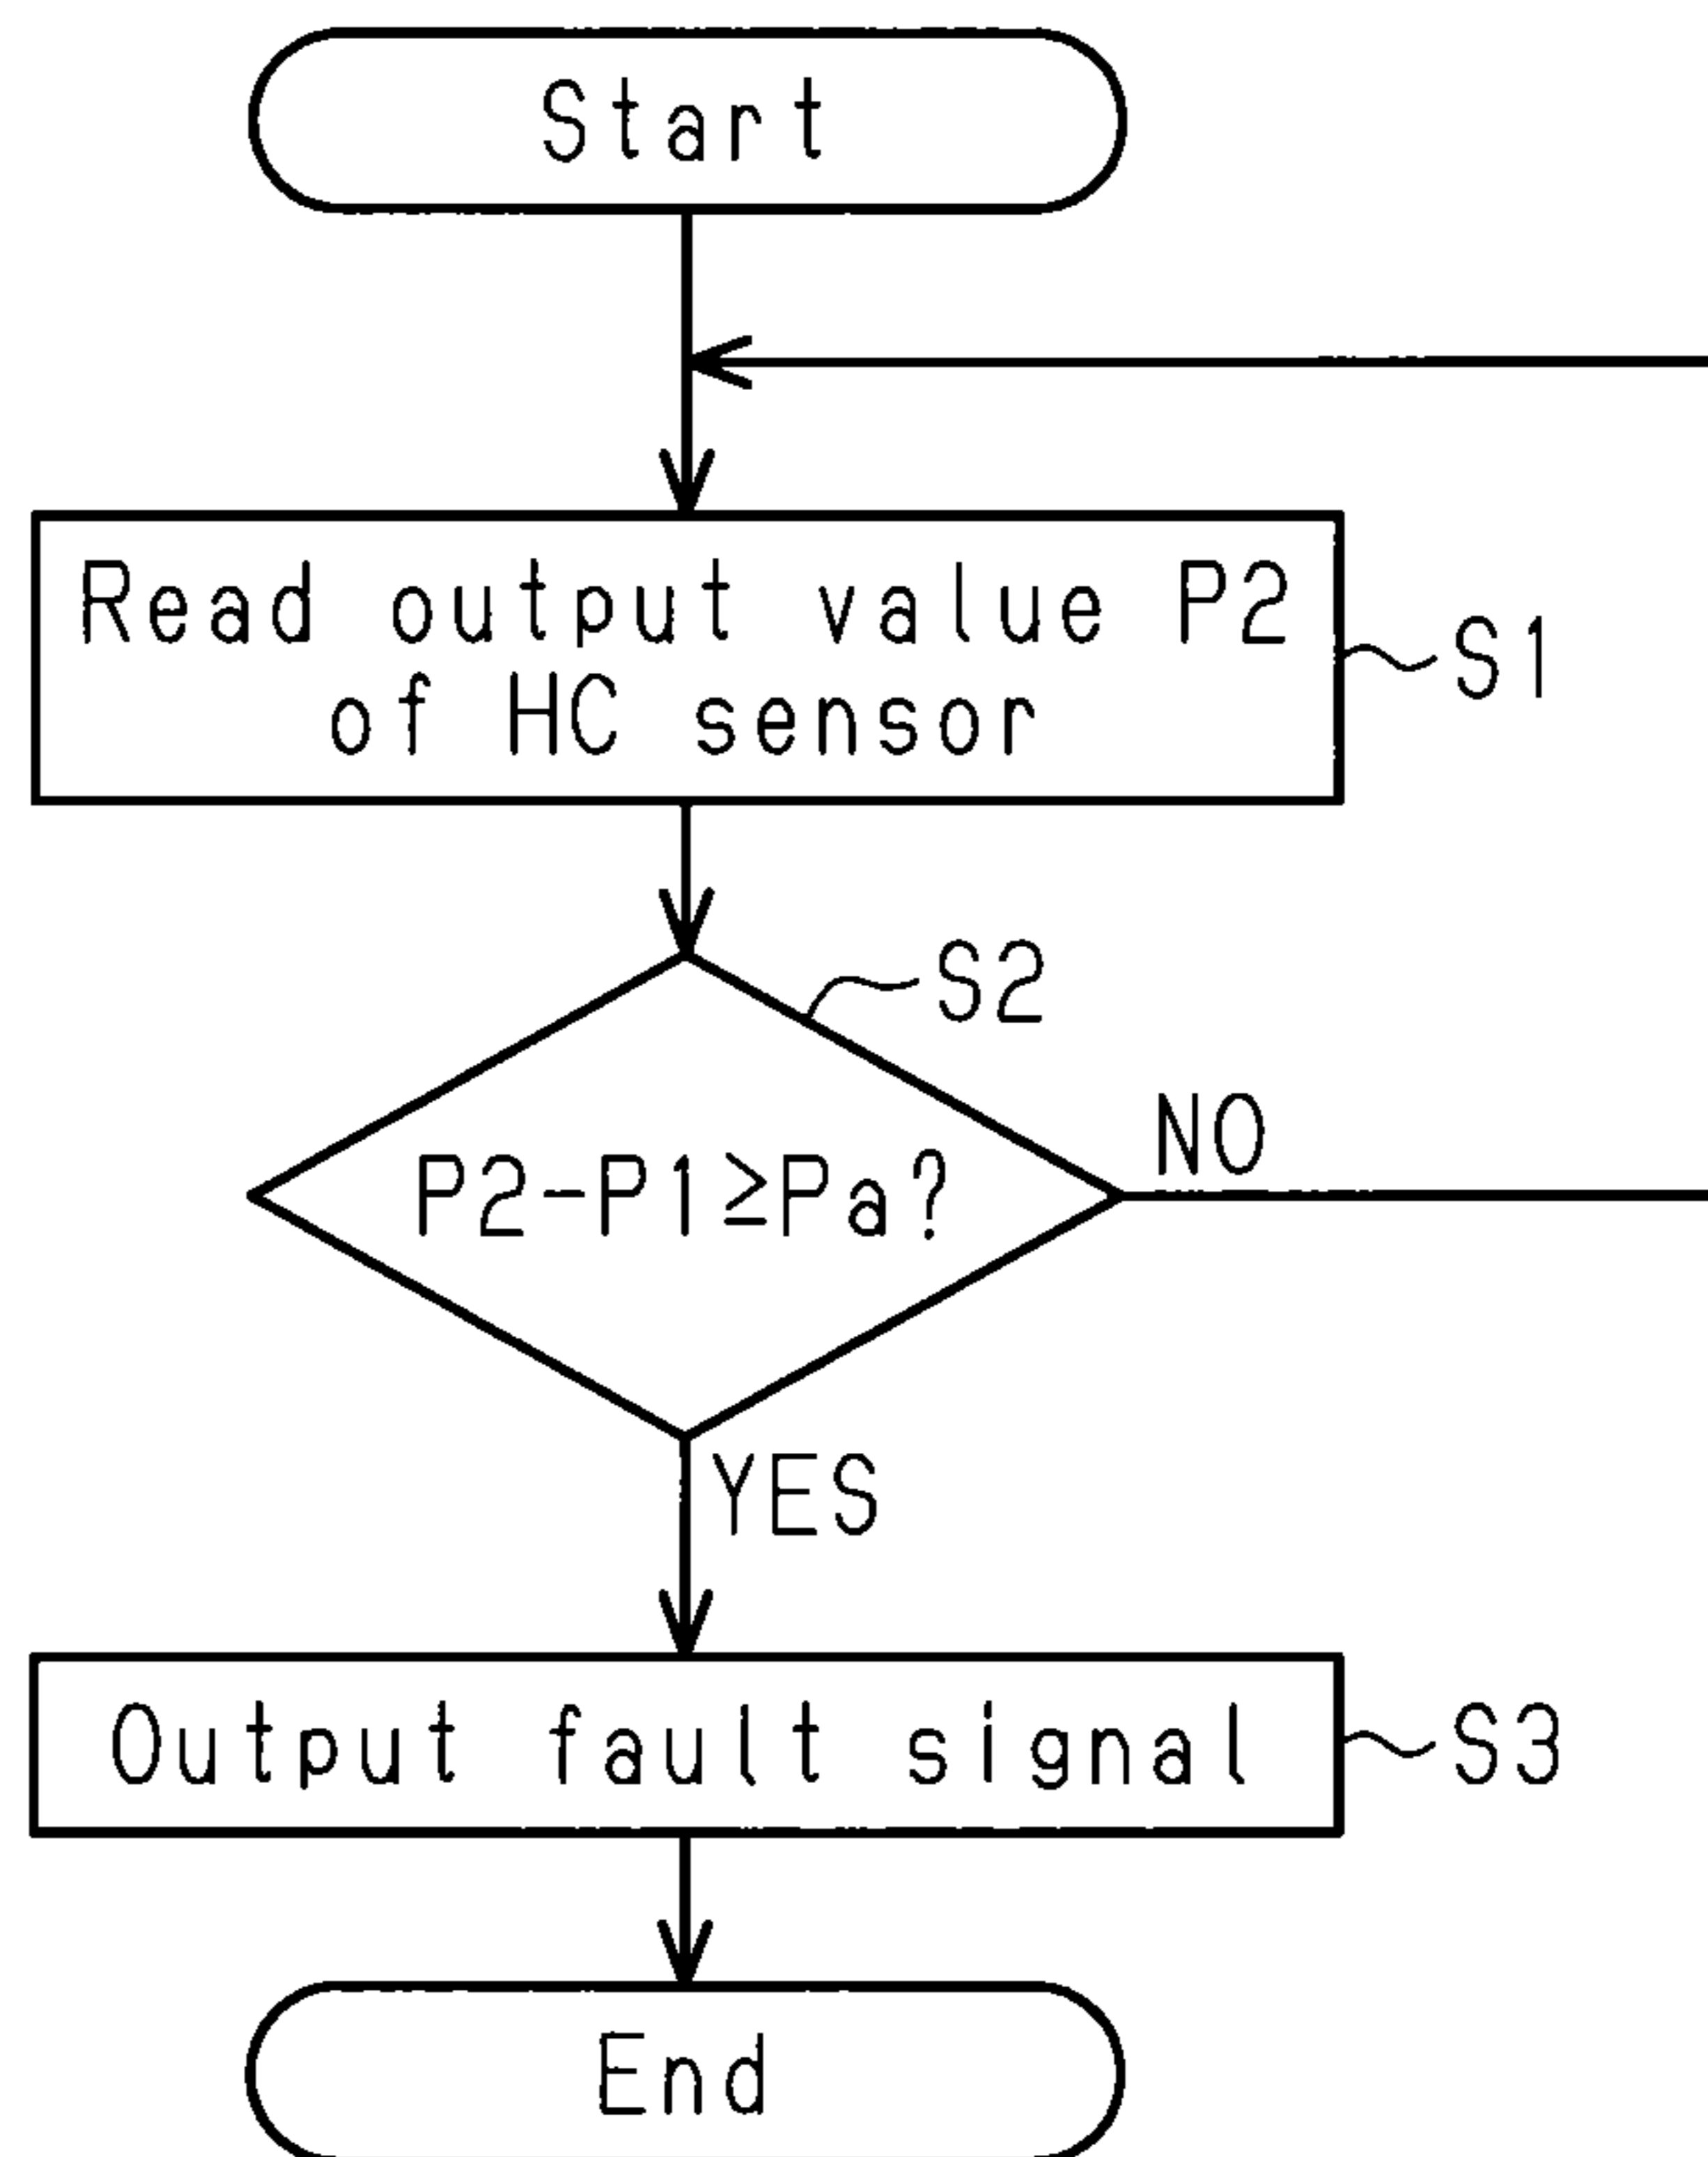 Start
Read output value P2
of HC sensor
S1
S2
P2-P1≥Pa?
NO
YES
Output fault signal
S3
End